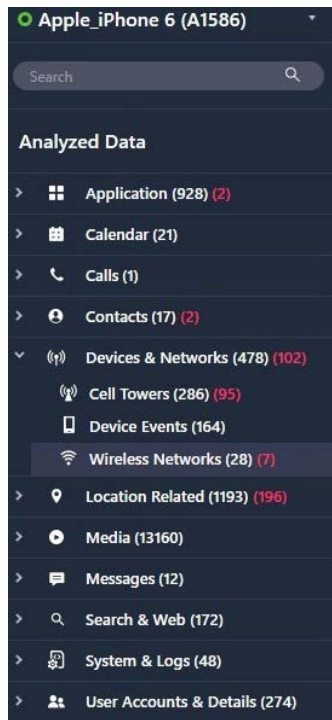 Apple_iPhone 6 (A1586)
Search
Analyzed Data
Application (928) (2)
Calendar (21)
Calls (1)
Contacts (17) (2)
Devices & Networks (478) (102)
Cell Towers (286) (95)
Device Events (164)
Wireless Networks (28) (7)
Location Related (1193) (196)
Media (13160)
Messages (12)
Search & Web (172)
System & Logs (48)
User Accounts & Details (274)